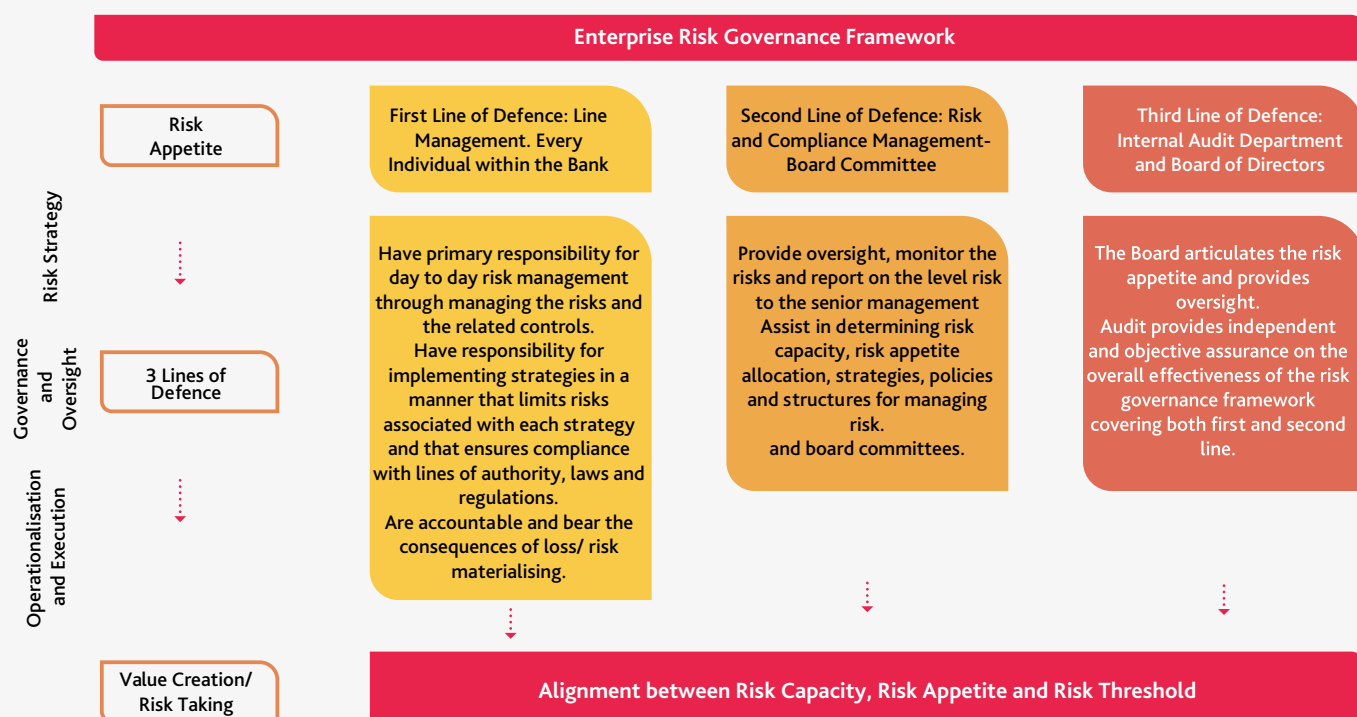 Enterprise Risk Governance Framework
Risk
Appetite
First Line of Defence: Line
Management. Every
Individual within the Bank
Second Line of Defence: Risk
and Compliance Management-
Board Committee
Third Line of Defence:
Internal Audit Department
and Board of Directors
Risk Strategy
Governance
and
Oversight
Operationalisation
and Execution
3 Lines of
Defence
Have primary responsibility for
day to day risk management
through managing the risks and
the related controls.
Have responsibility for
implementing strategies in a
manner that limits risks
associated with each strategy
and that ensures compliance
with lines of authority, laws and
regulations.
Are accountable and bear the
consequences of loss/ risk
materialising.
Provide oversight, monitor the
risks and report on the level risk
to the senior management
Assist in determining risk
capacity, risk appetite
allocation, strategies, policies
and structures for managing
risk.
and board committees.
The Board articulates the risk
appetite and provides
oversight.
Audit provides independent
and objective assurance on the
overall effectiveness of the risk
governance framework
covering both first and second
line.
Value Creation/
Risk Taking
Alignment between Risk Capacity, Risk Appetite and Risk Threshold